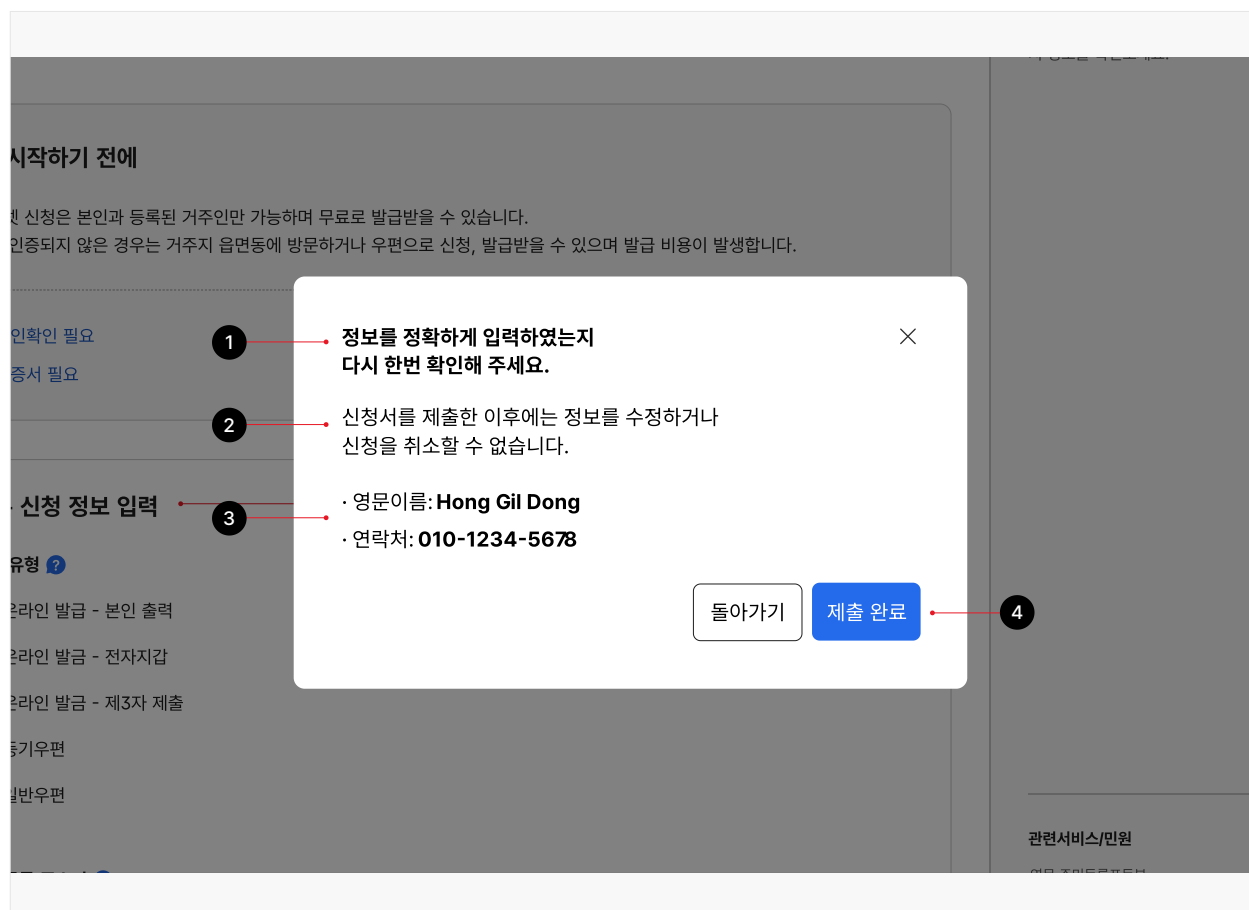 시작하기 전에
신청은 본인과 등록된 거주인만 가능하며 무료로 발급받을 수 있습니다.
인증되지 않은 경우는 거주지 읍면동에 방문하거나 우편으로 신청, 발급받을 수 있으며 발급 비용이 발생합니다.
인확인 필요
증서 필요
1
정보를 정확하게 입력하였는지
다시 한번 확인해 주세요.
2
신청서를 제출한 이후에는 정보를 수정하거나
신청을 취소할 수 없습니다.
신청 정보 입력
3
· 영문이름: Hong Gil Dong
· 연락처: 010-1234-5678
유형 ?
온라인 발급 - 본인 출력
온라인 발금 - 전자지갑
온라인 발금 - 제3자 제출
등기우편
일반우편
돌아가기
제출 완료
4
관련서비스/민원